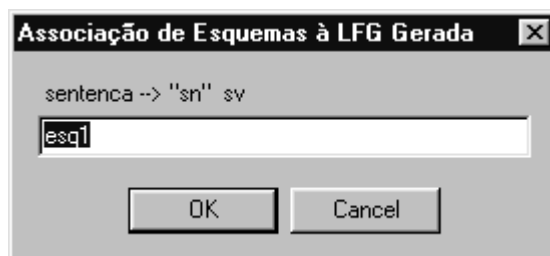 Associação de Esquemas à LFG Gerada
sentenca --> "sn" sv
esq1
OK Cancel